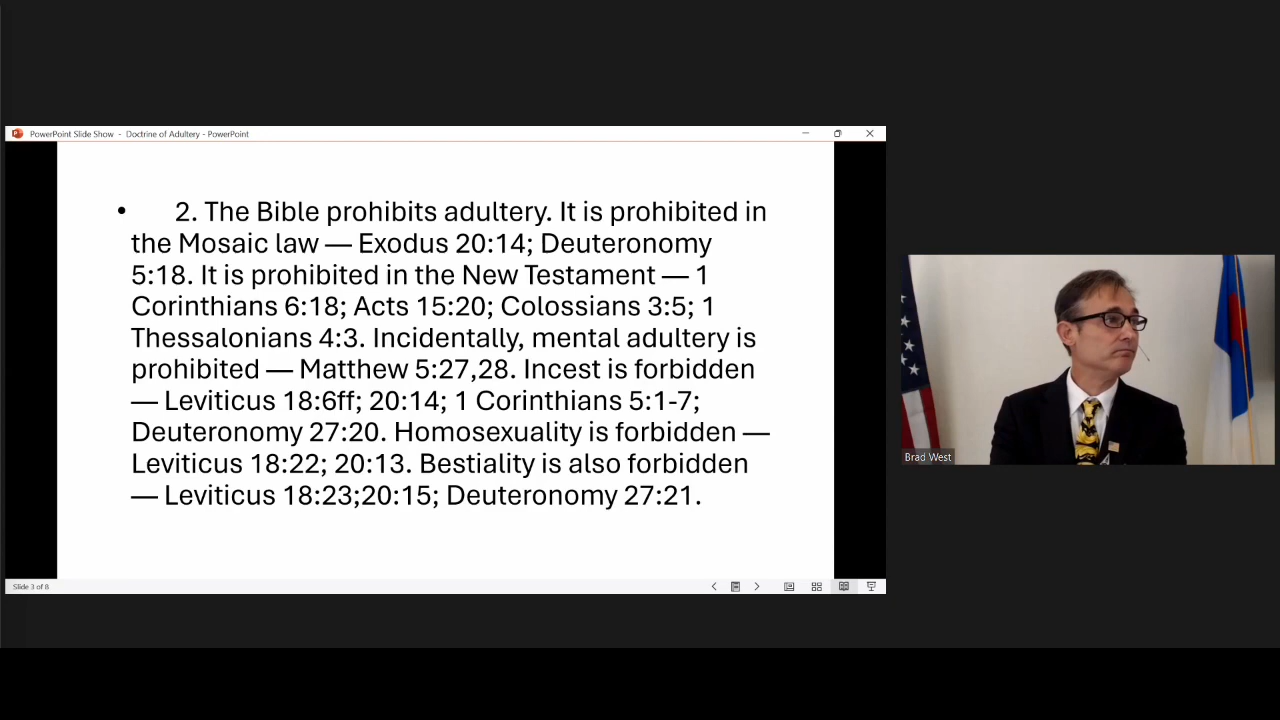 PowerPoint Slide Show - Doctrine of Adultery - PowerPoint
• 2. The Bible prohibits adultery. It is prohibited in
the Mosaic law — Exodus 20:14; Deuteronomy
5:18. It is prohibited in the New Testament — 1
Corinthians 6:18; Acts 15:20; Colossians 3:5; 1
Thessalonians 4:3. Incidentally, mental adultery is
prohibited — Matthew 5:27,28. Incest is forbidden
— Leviticus 18:6ff; 20:14; 1 Corinthians 5:1-7;
Deuteronomy 27:20. Homosexuality is forbidden —
Leviticus 18:22; 20:13. Bestiality is also forbidden
— Leviticus 18:23;20:15; Deuteronomy 27:21.
Slide 3 of 8
Brad West